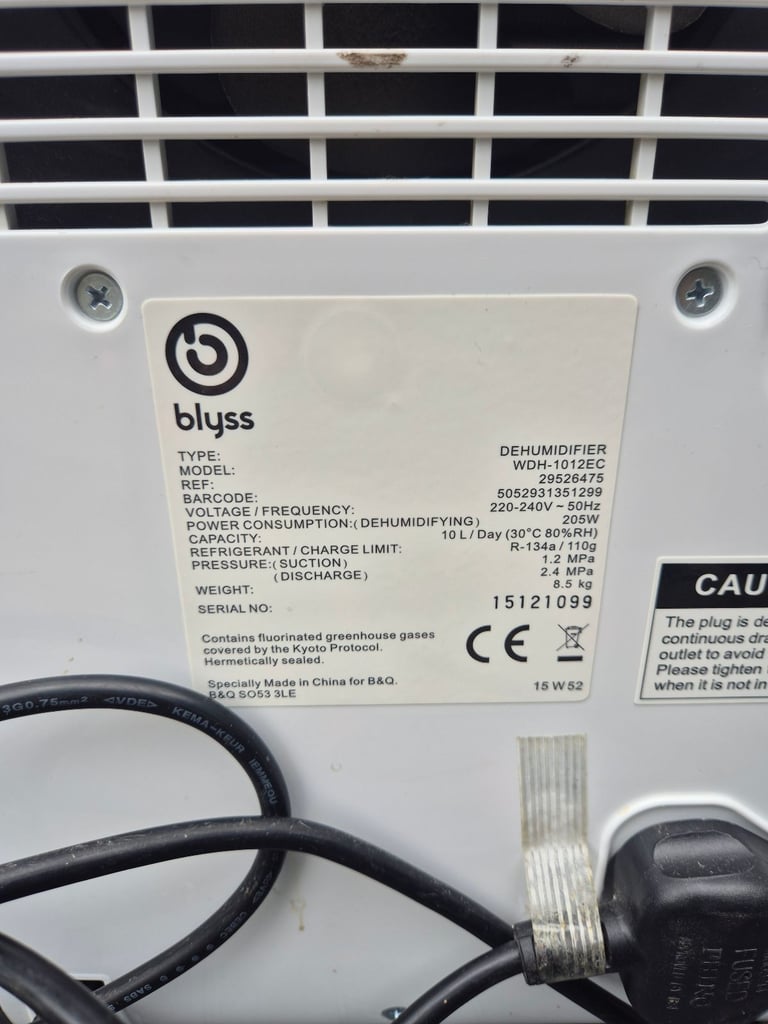 blyss
TYPE: DEHUMIDIFIER
MODEL: WDH-1012EC
REF: 29526475
BARCODE: 5052931351299
VOLTAGE / FREQUENCY: 220-240V ~ 50Hz
POWER CONSUMPTION:(DEHUMIDIFYING) 205W
CAPACITY: 10 L / Day (30°C 80%RH)
REFRIGERANT / CHARGE LIMIT: R-134a / 110g
PRESSURE:(SUCTION) 1.2 MPa
(DISCHARGE) 2.4 MPa
WEIGHT: 8.5 kg
SERIAL NO: 15121099
Contains fluorinated greenhouse gases
covered by the Kyoto Protocol.
Hermetically sealed.
CE
Specially Made in China for B&Q.
B&Q SO53 3LE
15 W 52
CAU
The plug is de
continuous dra
outlet to avoid
Please tighten
when it is not in
3G0.75mm² ◁VDE▷ KEMA-KEUR IEMMEQU
FUSED